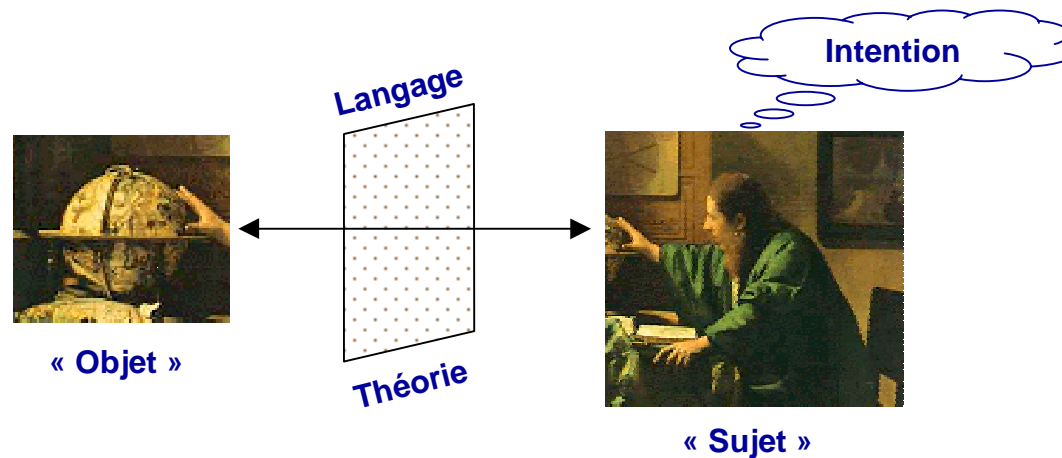 Intention
Langage
« Objet »
Théorie
« Sujet »